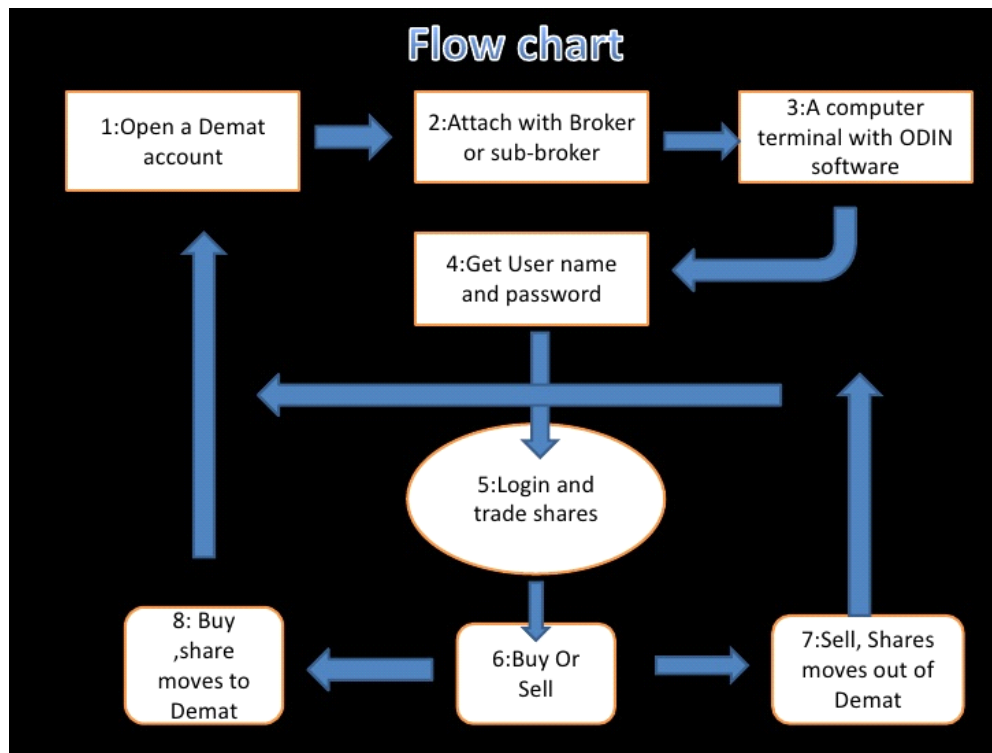 Flow chart
1:Open a Demat
account
2:Attach with Broker
or sub-broker
3:A computer
terminal with ODIN
software
4:Get User name
and password
5:Login and
trade shares
6:Buy Or
Sell
7:Sell, Shares
moves out of
Demat
8: Buy
,share
moves to
Demat